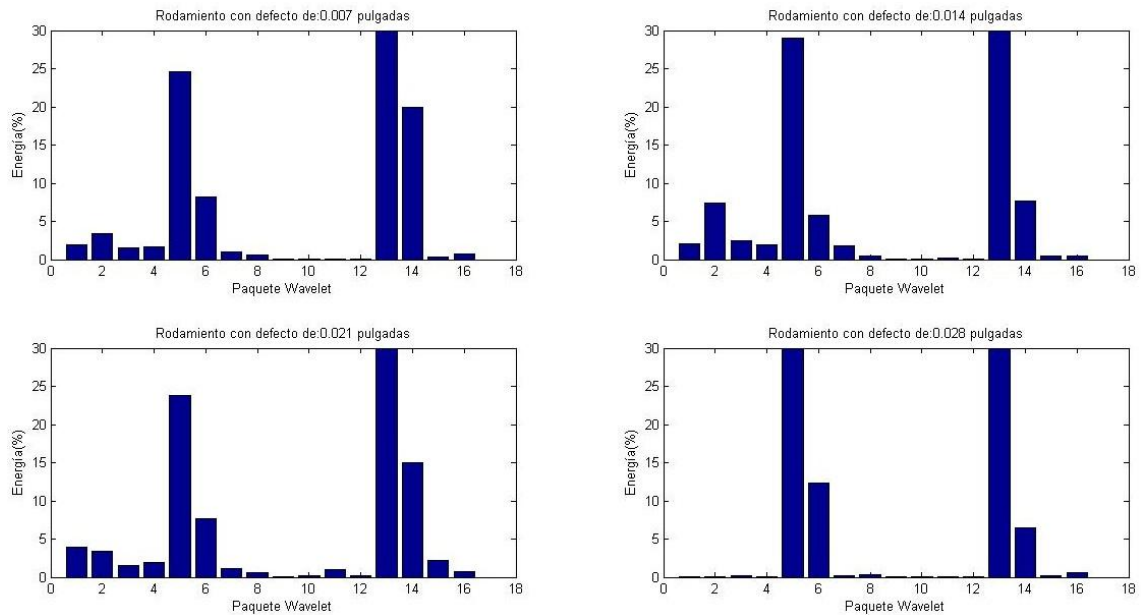 Rodamiento con defecto de:0.007 pulgadas
30
25
20
15
10
5
0
Energía(%)
0 2 4 6 8 10 12 14 16 18
Paquete Wavelet
Rodamiento con defecto de:0.014 pulgadas
30
25
20
15
10
5
0
Energía(%)
0 2 4 6 8 10 12 14 16 18
Paquete Wavelet
Rodamiento con defecto de:0.021 pulgadas
30
25
20
15
10
5
0
Energía(%)
0 2 4 6 8 10 12 14 16 18
Paquete Wavelet
Rodamiento con defecto de:0.028 pulgadas
30
25
20
15
10
5
0
Energía(%)
0 2 4 6 8 10 12 14 16 18
Paquete Wavelet